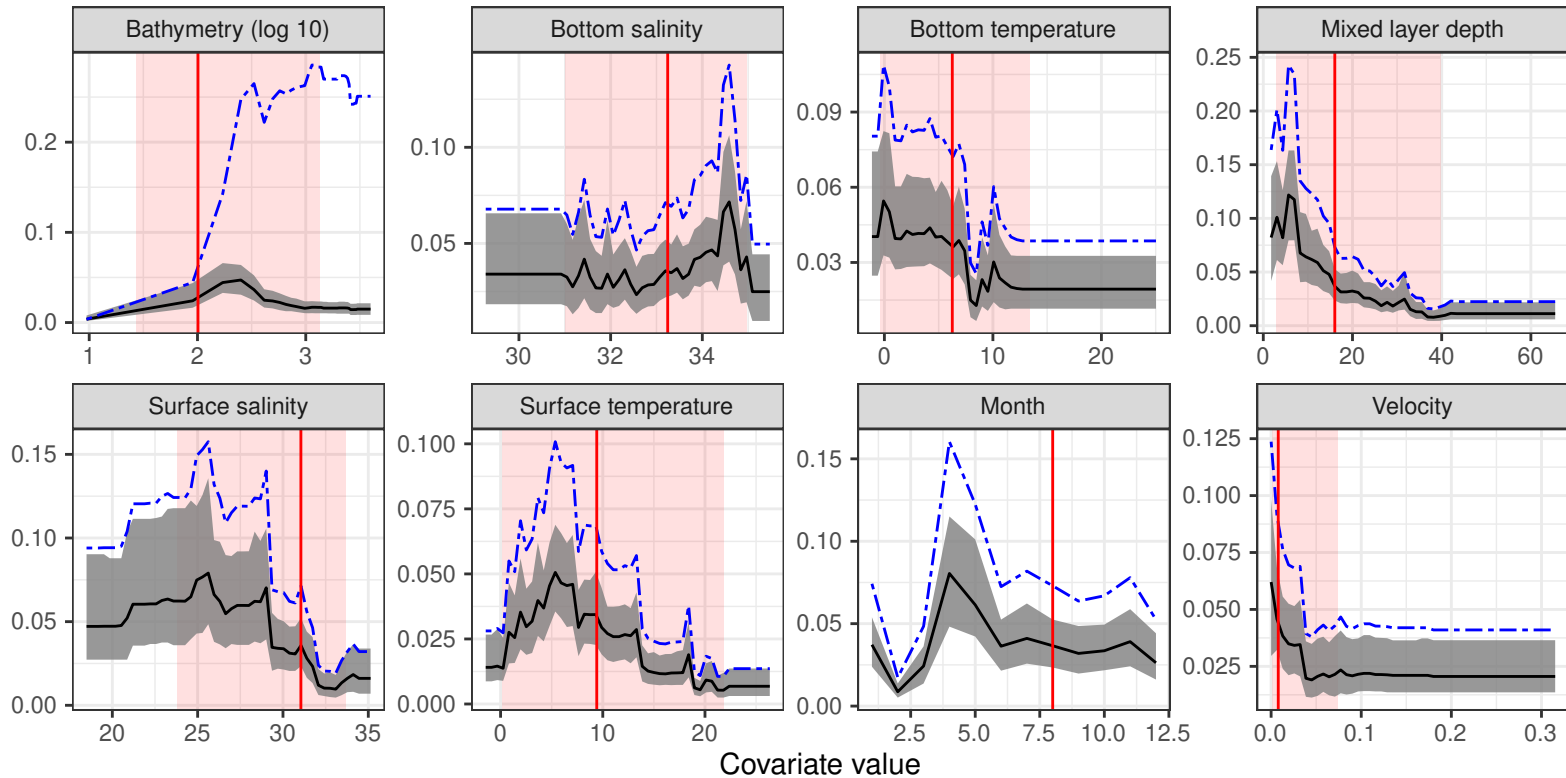 Bathymetry (log 10) Bottom salinity Bottom temperature Mixed layer depth
0.0 0.1 0.2
1 2 3
0.05 0.10
30 32 34
0.03 0.06 0.09
0 10 20
0.00 0.05 0.10 0.15 0.20 0.25
0 20 40 60
Surface salinity Surface temperature Month Velocity
0.00 0.05 0.10 0.15
20 25 30 35
0.000 0.025 0.050 0.075 0.100
0 10 20
0.00 0.05 0.10 0.15
2.5 5.0 7.5 10.0 12.5
0.025 0.050 0.075 0.100 0.125
0.0 0.1 0.2 0.3
Covariate value